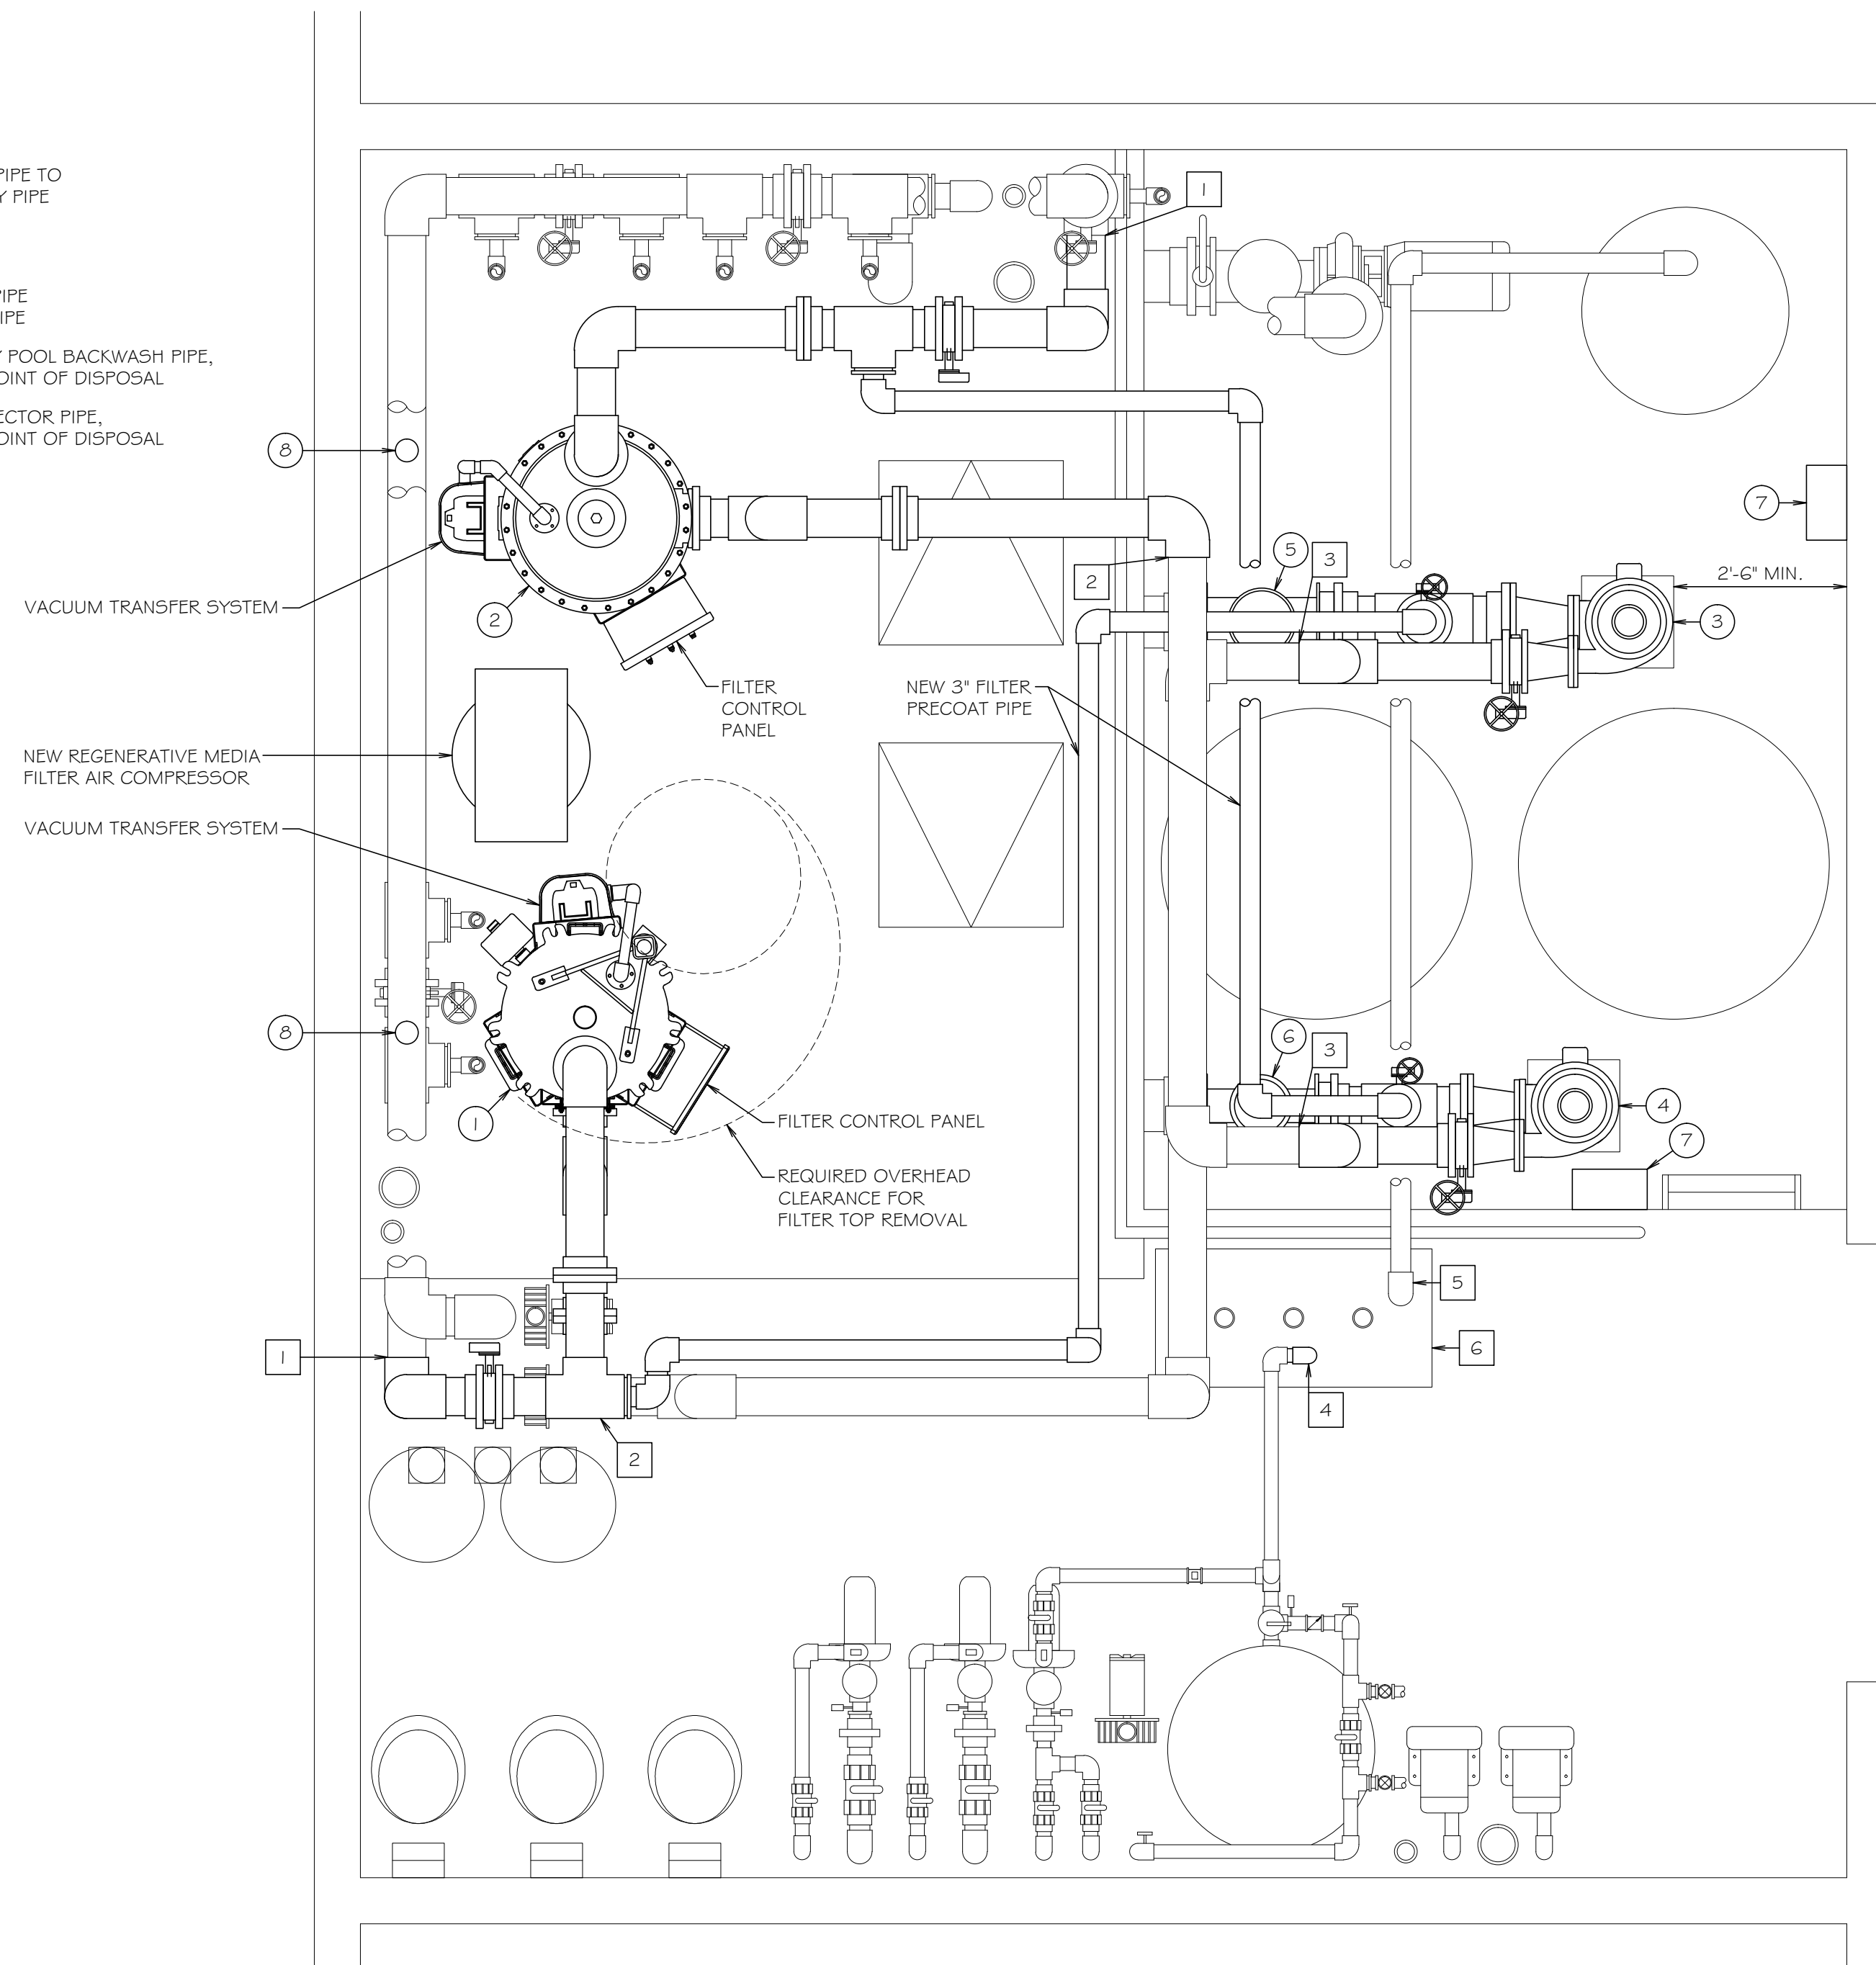 PIPE TO
Y PIPE
PIPE
IPE
Y POOL BACKWASH PIPE,
OINT OF DISPOSAL
ECTOR PIPE,
OINT OF DISPOSAL
1
8
7
5
3
2
2'-6" MIN.
VACUUM TRANSFER SYSTEM
2
3
FILTER
CONTROL
PANEL
NEW 3" FILTER
PRECOAT PIPE
NEW REGENERATIVE MEDIA
FILTER AIR COMPRESSOR
VACUUM TRANSFER SYSTEM
8
6
3
4
1
FILTER CONTROL PANEL
7
REQUIRED OVERHEAD
CLEARANCE FOR
FILTER TOP REMOVAL
5
1
6
4
2